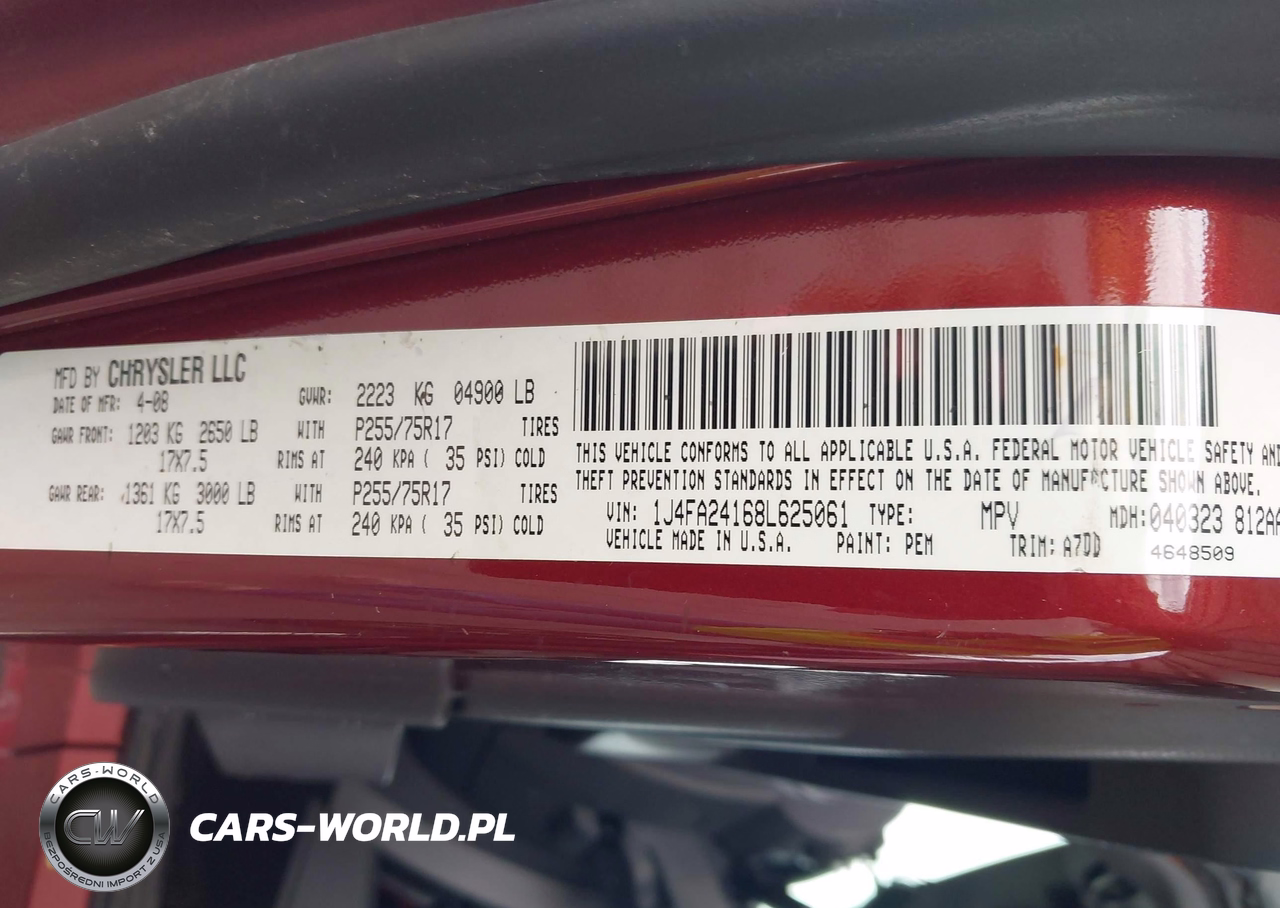 MFD BY CHRYSLER LLC
DATE OF MFR: 4-08 GVWR: 2223 KG 04900 LB
GAWR FRONT: 1203 KG 2650 LB WITH P255/75R17 TIRES
17X7.5 RIMS AT 240 KPA ( 35 PSI) COLD
GAWR REAR: 1361 KG 3000 LB WITH P255/75R17 TIRES
17X7.5 RIMS AT 240 KPA ( 35 PSI) COLD
THIS VEHICLE CONFORMS TO ALL APPLICABLE U.S.A. FEDERAL MOTOR VEHICLE SAFETY AND
THEFT PREVENTION STANDARDS IN EFFECT ON THE DATE OF MANUFACTURE SHOWN ABOVE.
VIN: 1J4FA24168L625061 TYPE: MPV MDH: 040323 812AA
VEHICLE MADE IN U.S.A. PAINT: PEM TRIM: A7DD 4648509
CARS-WORLD
CW
BEZPOŚREDNI IMPORT Z USA
CARS-WORLD.PL